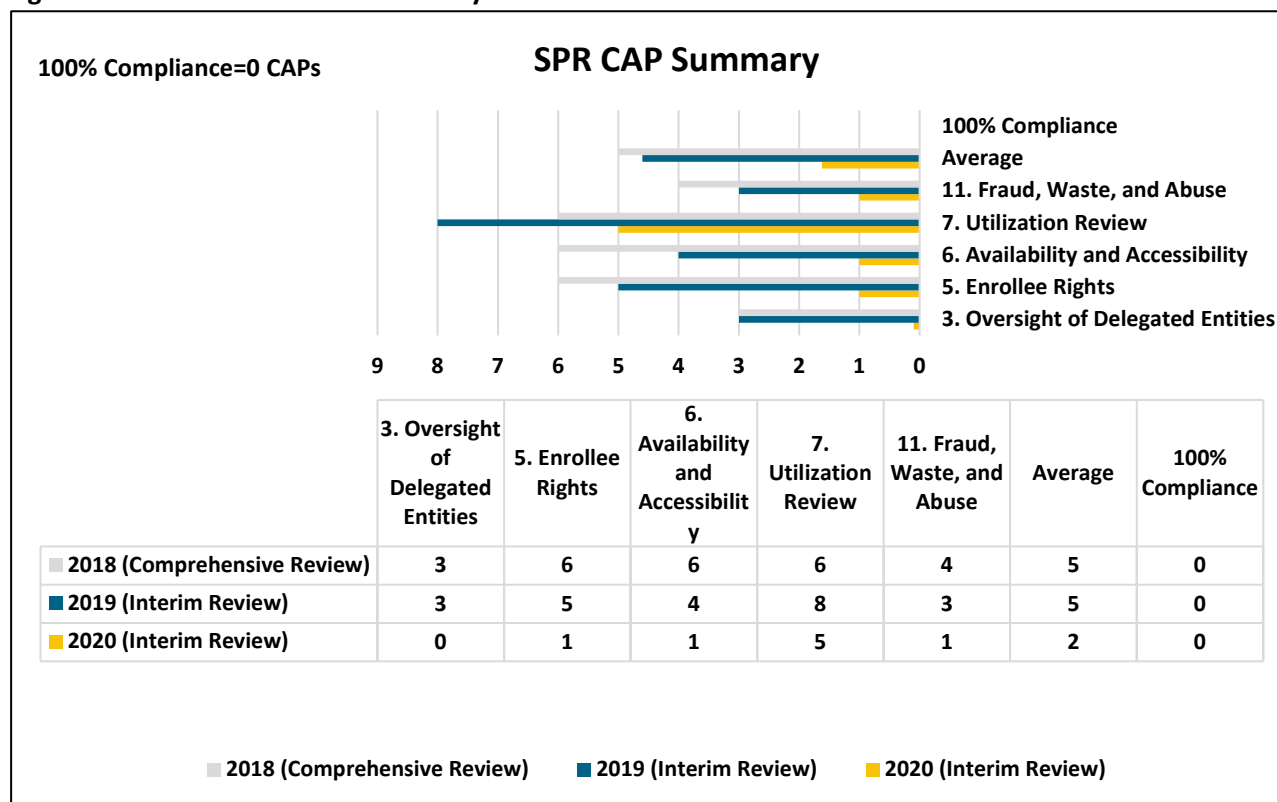 100% Compliance=0 CAPs
SPR CAP Summary
100% Compliance
Average
11. Fraud, Waste, and Abuse
7. Utilization Review
6. Availability and Accessibility
5. Enrollee Rights
3. Oversight of Delegated Entities
9 8 7 6 5 4 3 2 1 0
3. Oversight
of
Delegated
Entities
5. Enrollee
Rights
6.
Availability
and
Accessibilit
y
7.
Utilization
Review
11. Fraud,
Waste, and
Abuse
Average
100%
Compliance
2018 (Comprehensive Review) 3 6 6 6 4 5 0
2019 (Interim Review) 3 5 4 8 3 5 0
2020 (Interim Review) 0 1 1 5 1 2 0
2018 (Comprehensive Review) 2019 (Interim Review) 2020 (Interim Review)